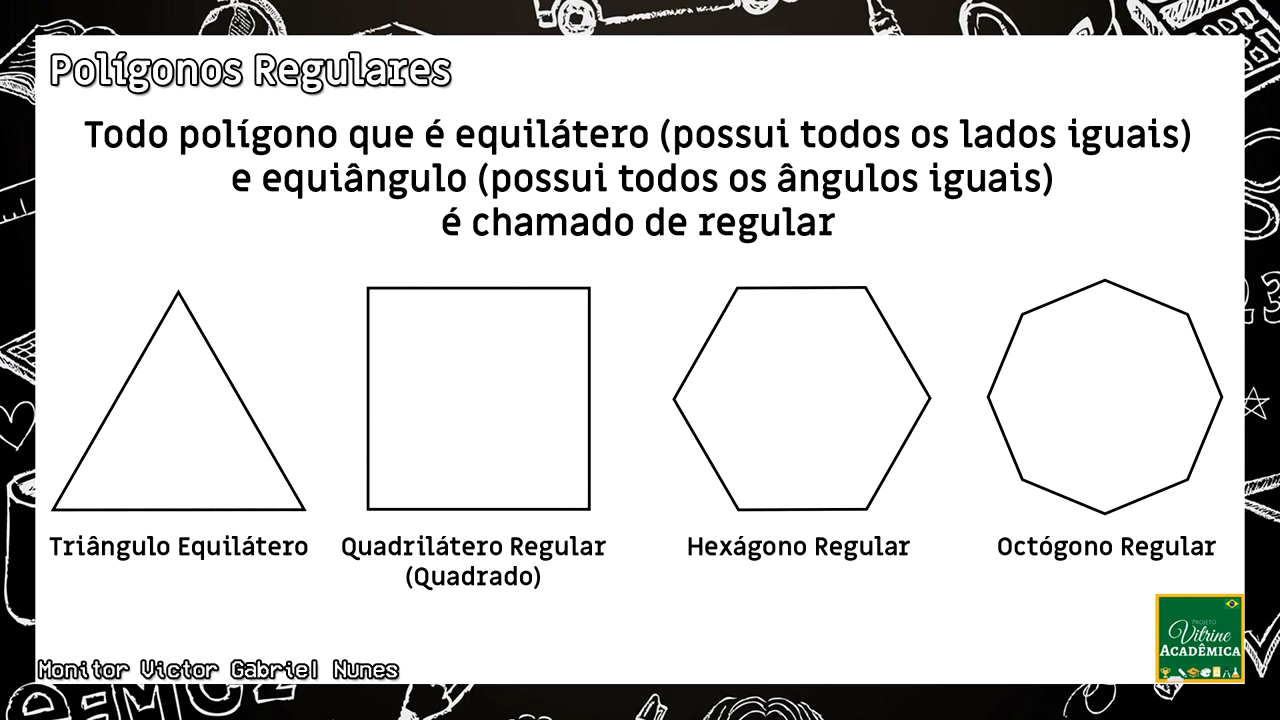 Polígonos Regulares
Todo polígono que é equilátero (possui todos os lados iguais)
e equiângulo (possui todos os ângulos iguais)
é chamado de regular
Triângulo Equilátero
Quadrilátero Regular
(Quadrado)
Hexágono Regular
Octógono Regular
PROJETO
Vitrine
ACADÊMICA
Monitor Victor Gabriel Nunes